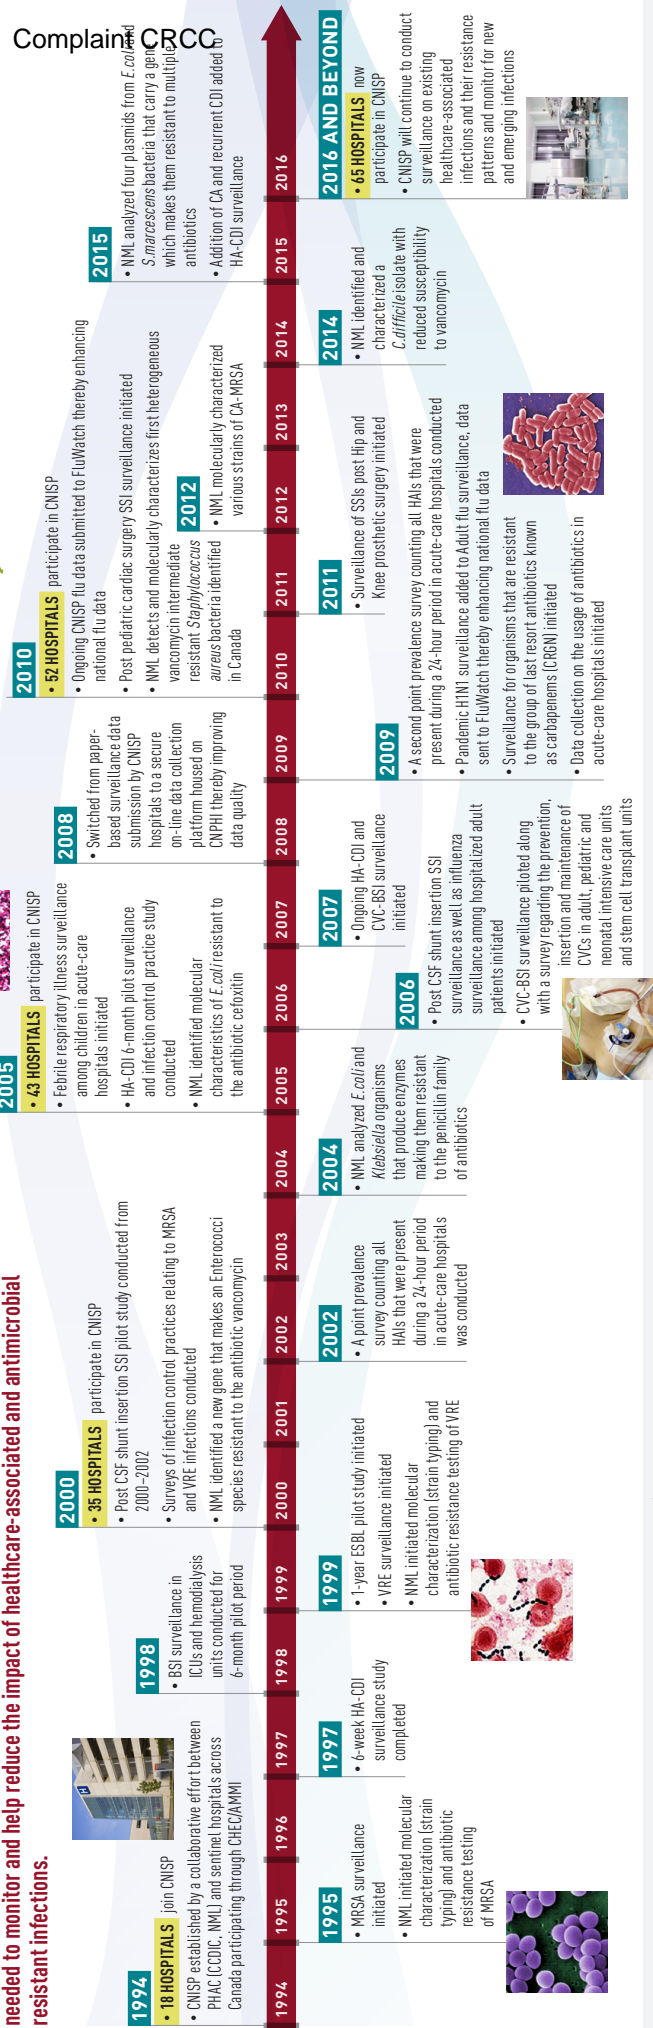 Complaint CRCC
needed to monitor and help reduce the impact of healthcare-associated and antimicrobial
resistant infections.
1994
• 18 HOSPITALS join CNISP
• CNISP established by a collaborative effort between
PHAC (CCDIC, NML) and sentinel hospitals across
Canada participating through CHEC/AMMI
1998
• BSI surveillance in
ICUs and hemodialysis
units conducted for
6-month pilot period
2000
• 35 HOSPITALS participate in CNISP
• Post CSF shunt insertion SSI pilot study conducted from
2000–2002
• Surveys of infection control practices relating to MRSA
and VRE infections conducted
• NML identified a new gene that makes an Enterococci
species resistant to the antibiotic vancomycin
2005
• 43 HOSPITALS participate in CNISP
• Febrile respiratory illness surveillance
among children in acute-care
hospitals initiated
• HA-CDI 6-month pilot surveillance
and infection control practice study
conducted
• NML identified molecular
characteristics of E.coli resistant to
the antibiotic cefoxitin
2008
• Switched from paper-
based surveillance data
submission by CNISP
hospitals to a secure
on-line data collection
platform housed on
CNPHI thereby improving
data quality
2010
• 52 HOSPITALS participate in CNISP
• Ongoing CNISP flu data submitted to FluWatch thereby enhancing
national flu data
• Post pediatric cardiac surgery SSI surveillance initiated
• NML detects and molecularly characterizes first heterogeneous
vancomycin intermediate
resistant Staphylococcus
aureus bacteria identified
in Canada
2012
• NML molecularly characterized
various strains of CA-MRSA
2015
• NML analyzed four plasmids from E.coli and
S.marcescens bacteria that carry a gene
which makes them resistant to multiple
antibiotics
• Addition of CA and recurrent CDI added to
HA-CDI surveillance
1994 1995 1996 1997 1998 1999 2000 2001 2002 2003 2004 2005 2006 2007 2008 2009 2010 2011 2012 2013 2014 2015 2016
1995
• MRSA surveillance
initiated
• NML initiated molecular
characterization (strain
typing) and antibiotic
resistance testing
of MRSA
1997
• 6-week HA-CDI
surveillance study
completed
1999
• 1-year ESBL pilot study initiated
• VRE surveillance initiated
• NML initiated molecular
characterization (strain typing) and
antibiotic resistance testing of VRE
2002
• A point prevalence
survey counting all
HAIs that were present
during a 24-hour period
in acute-care hospitals
was conducted
2004
• NML analyzed E.coli and
Klebsiella organisms
that produce enzymes
making them resistant
to the penicillin family
of antibiotics
2006
• Post CSF shunt insertion SSI
surveillance as well as influenza
surveillance among hospitalized adult
patients initiated
• CVC-BSI surveillance piloted along
with a survey regarding the prevention,
insertion and maintenance of
CVCs in adult, pediatric and
neonatal intensive care units
and stem cell transplant units
2007
• Ongoing HA-CDI and
CVC-BSI surveillance
initiated
2009
• A second point prevalence survey counting all HAIs that were
present during a 24-hour period in acute-care hospitals conducted
• Pandemic H1N1 surveillance added to Adult flu surveillance, data
sent to FluWatch thereby enhancing national flu data
• Surveillance for organisms that are resistant
to the group of last resort antibiotics known
as carbapenems (CRGN) initiated
• Data collection on the usage of antibiotics in
acute-care hospitals initiated
2011
• Surveillance of SSIs post Hip and
Knee prosthetic surgery initiated
2014
• NML identified and
characterized a
C.difficile isolate with
reduced susceptibility
to vancomycin
2016 AND BEYOND
• 65 HOSPITALS now
participate in CNISP
• CNISP will continue to conduct
surveillance on existing
healthcare-associated
infections and their resistance
patterns and monitor for new
and emerging infections